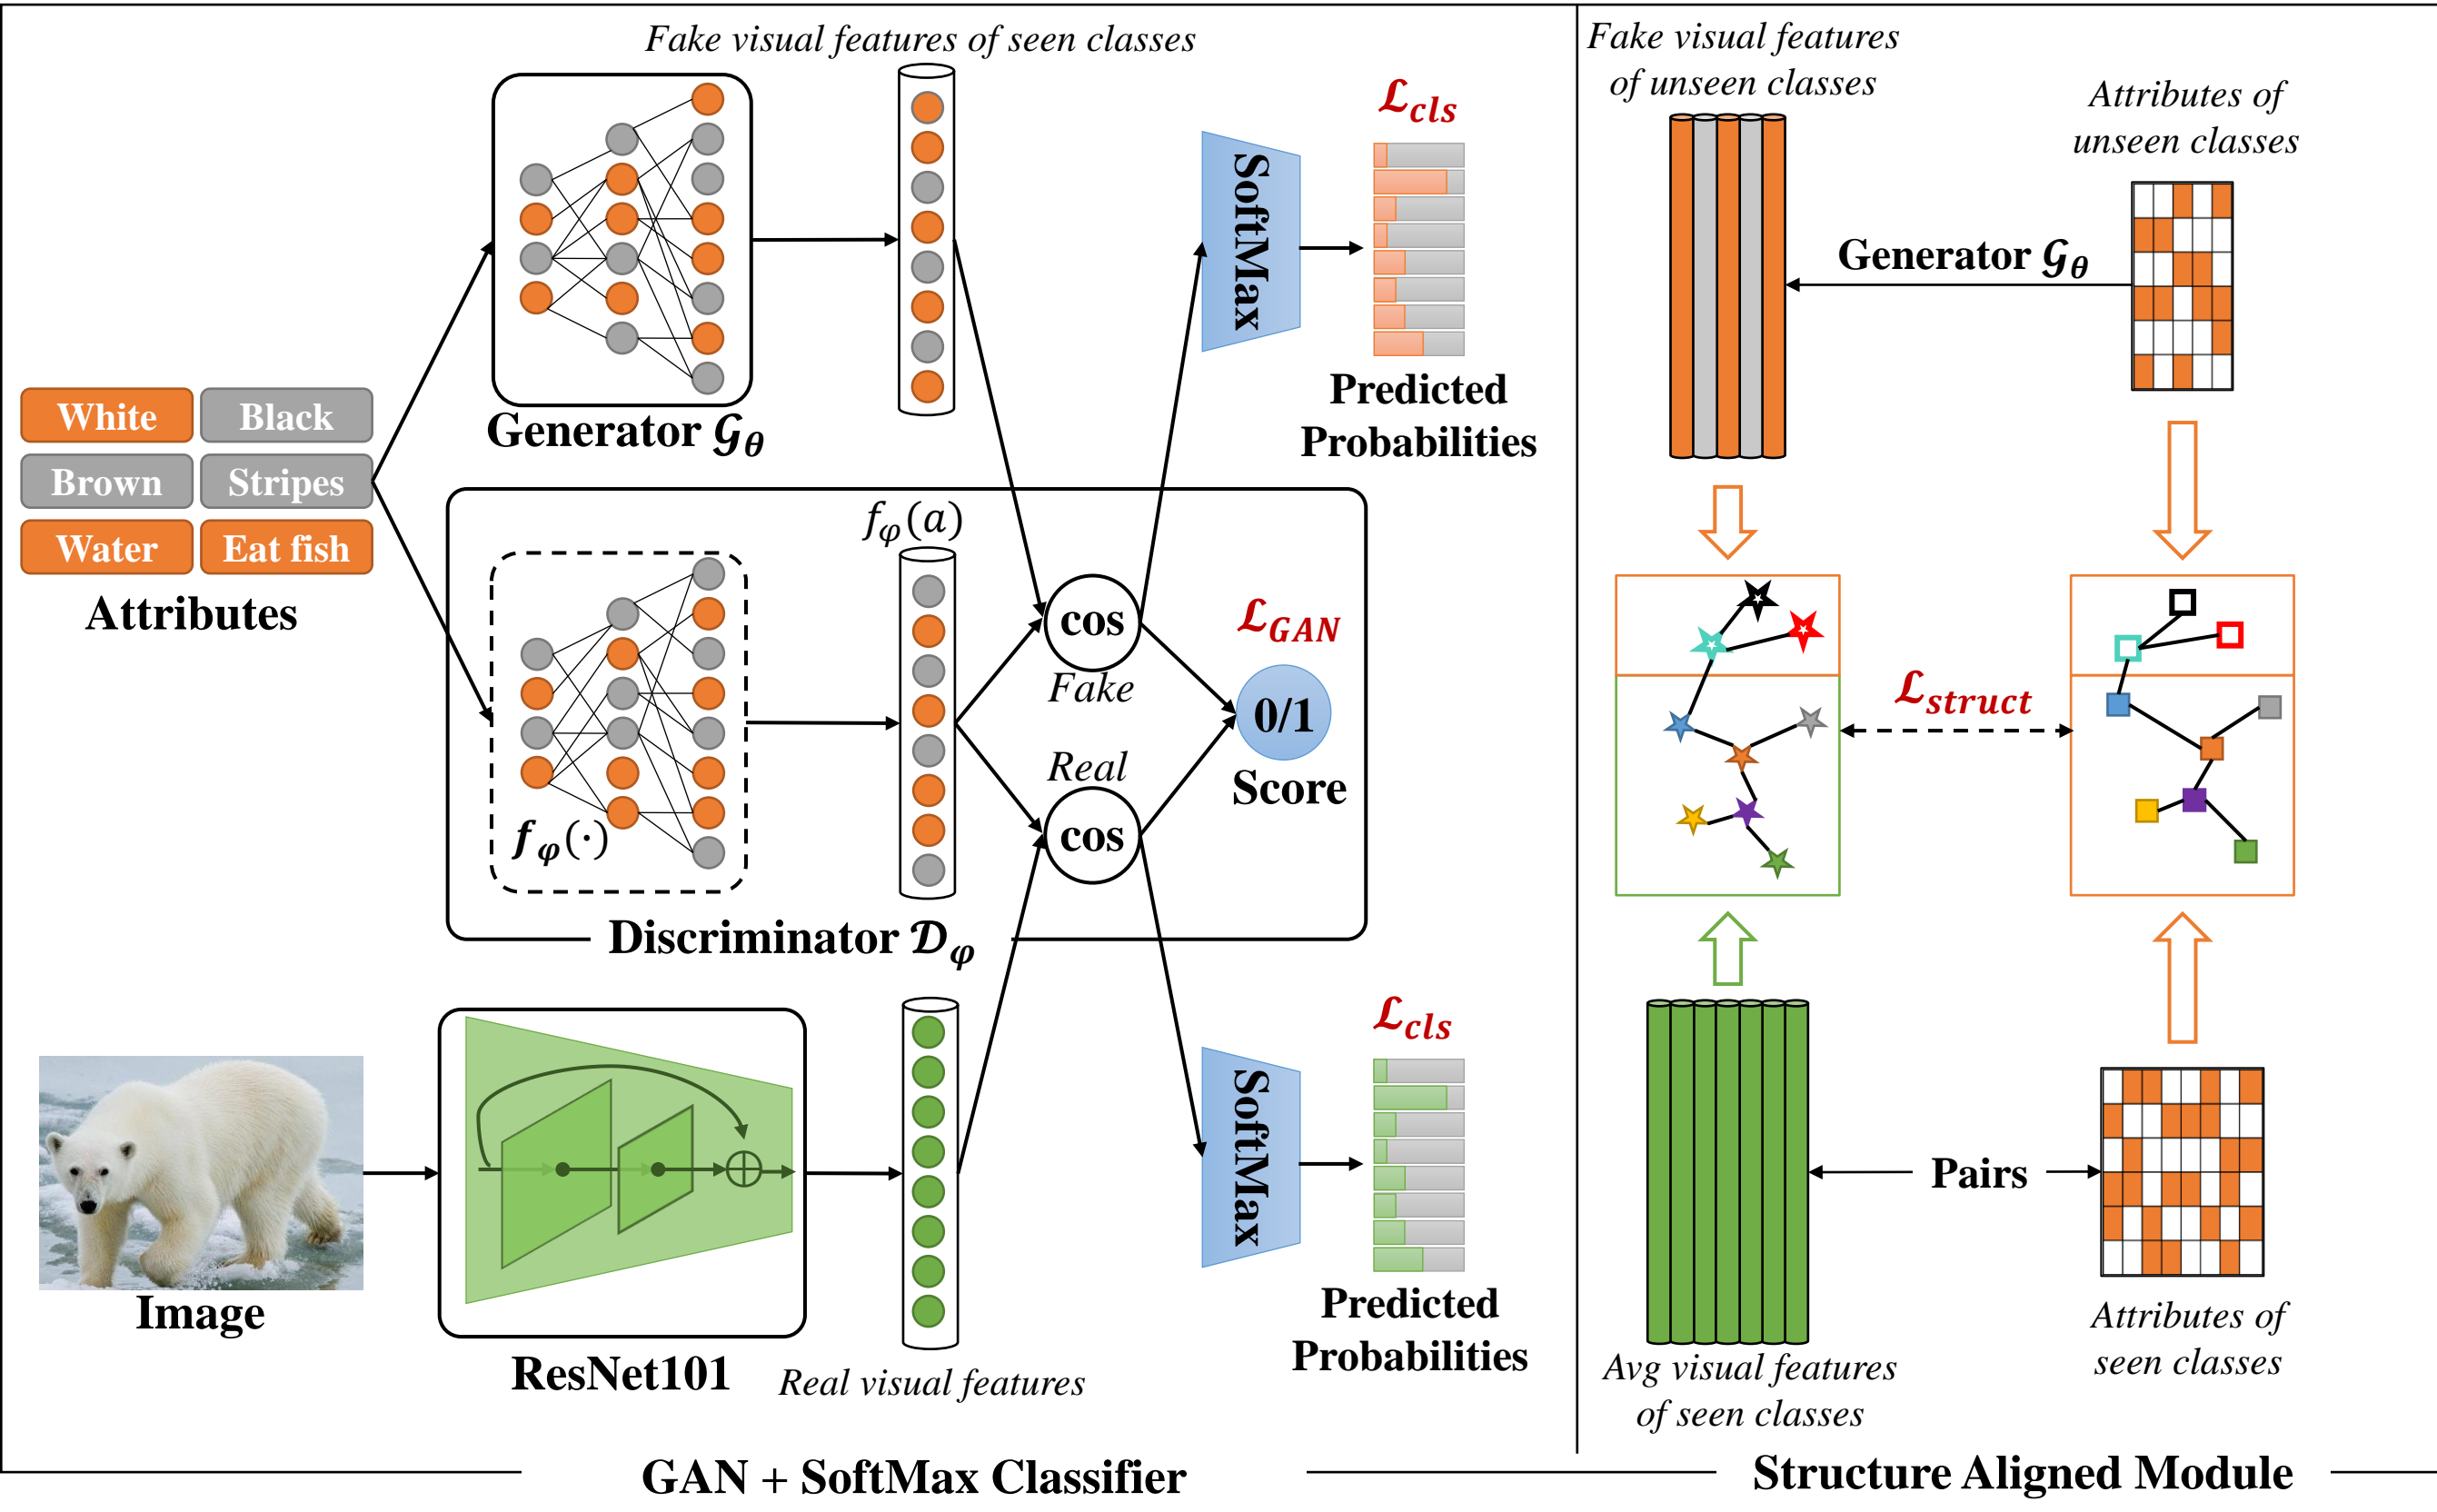 Fake visual features of seen classes
White
Black
Brown
Stripes
Water
Eat fish
Attributes
Generator 𝒢θ
SoftMax
ℒcls
Predicted
Probabilities
fφ(a)
fφ(·)
cos
Fake
Real
cos
ℒGAN
0/1
Score
Discriminator 𝒟φ
Image
ResNet101
Real visual features
SoftMax
ℒcls
Predicted
Probabilities
GAN + SoftMax Classifier
Fake visual features
of unseen classes
Attributes of
unseen classes
Generator 𝒢θ
ℒstruct
Pairs
Avg visual features
of seen classes
Attributes of
seen classes
Structure Aligned Module